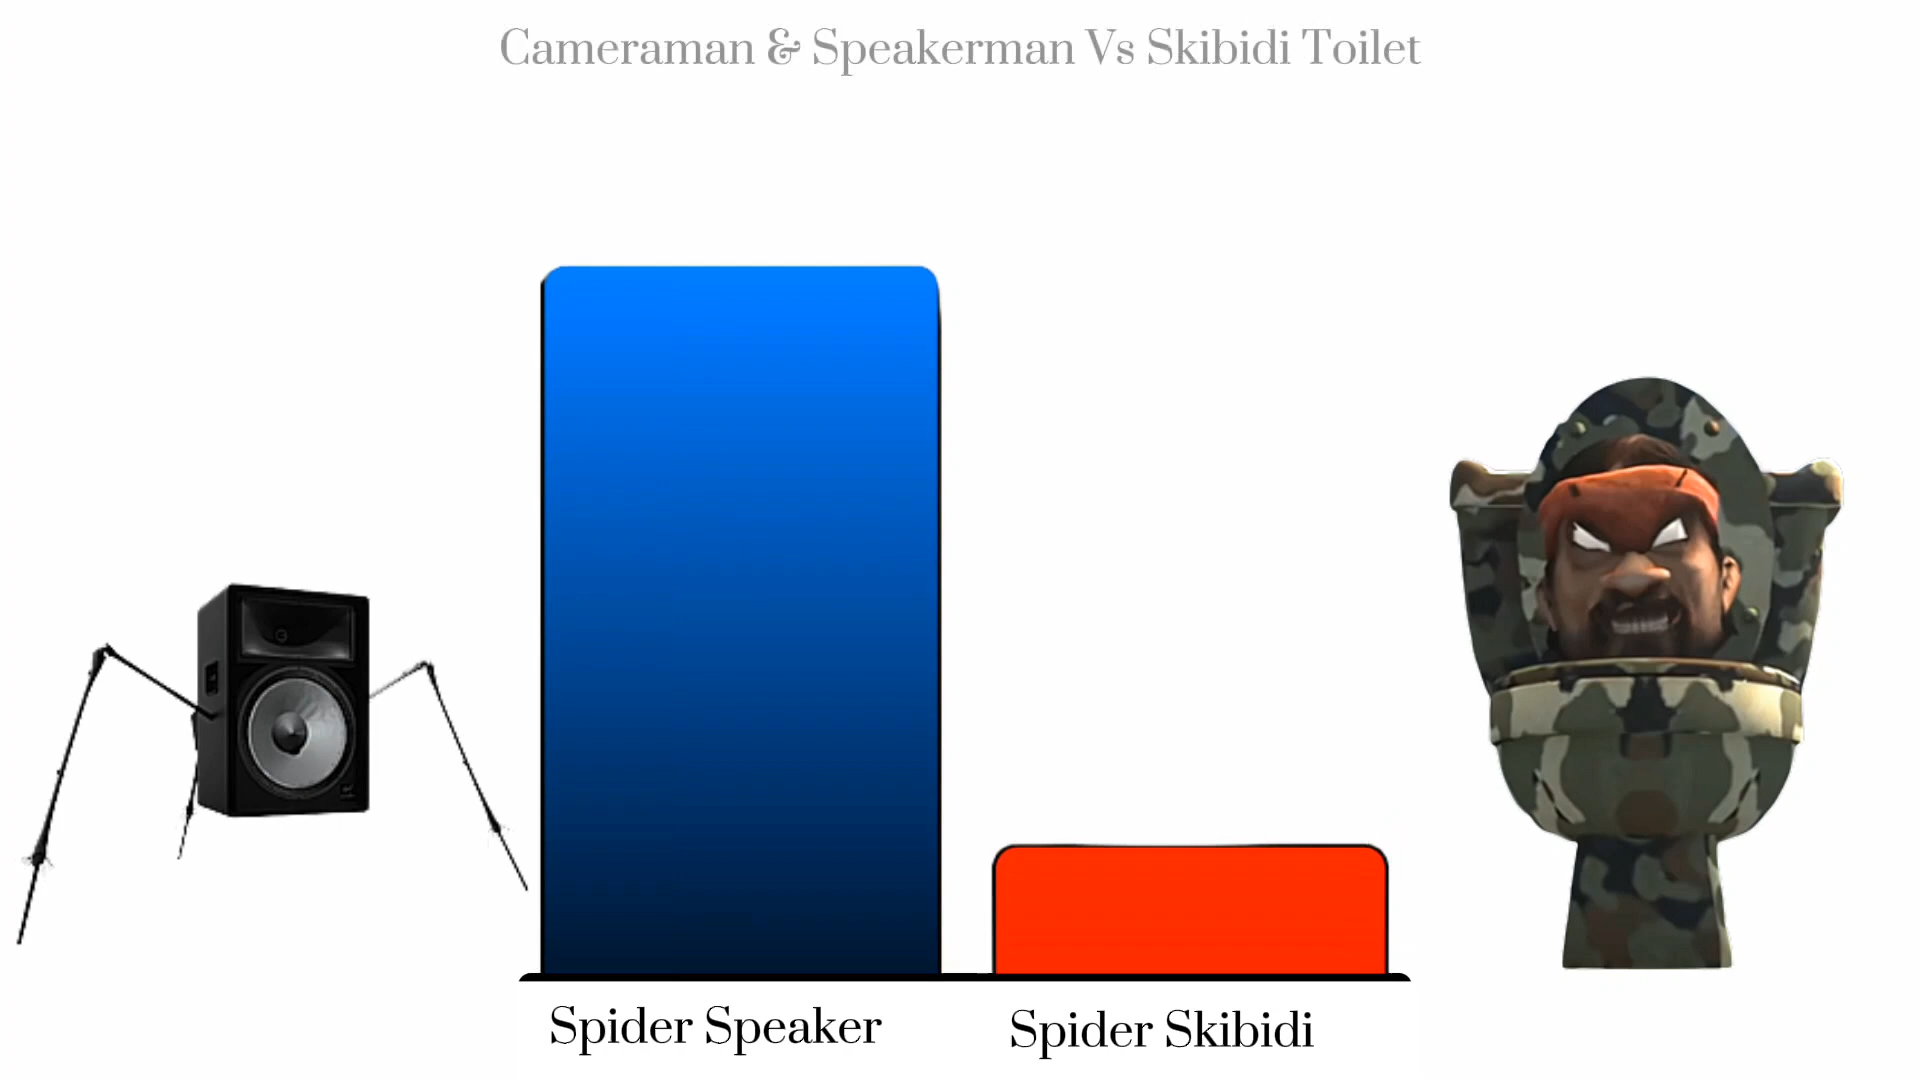 Cameraman & Speakerman Vs Skibidi Toilet
Spider Speaker
Spider Skibidi